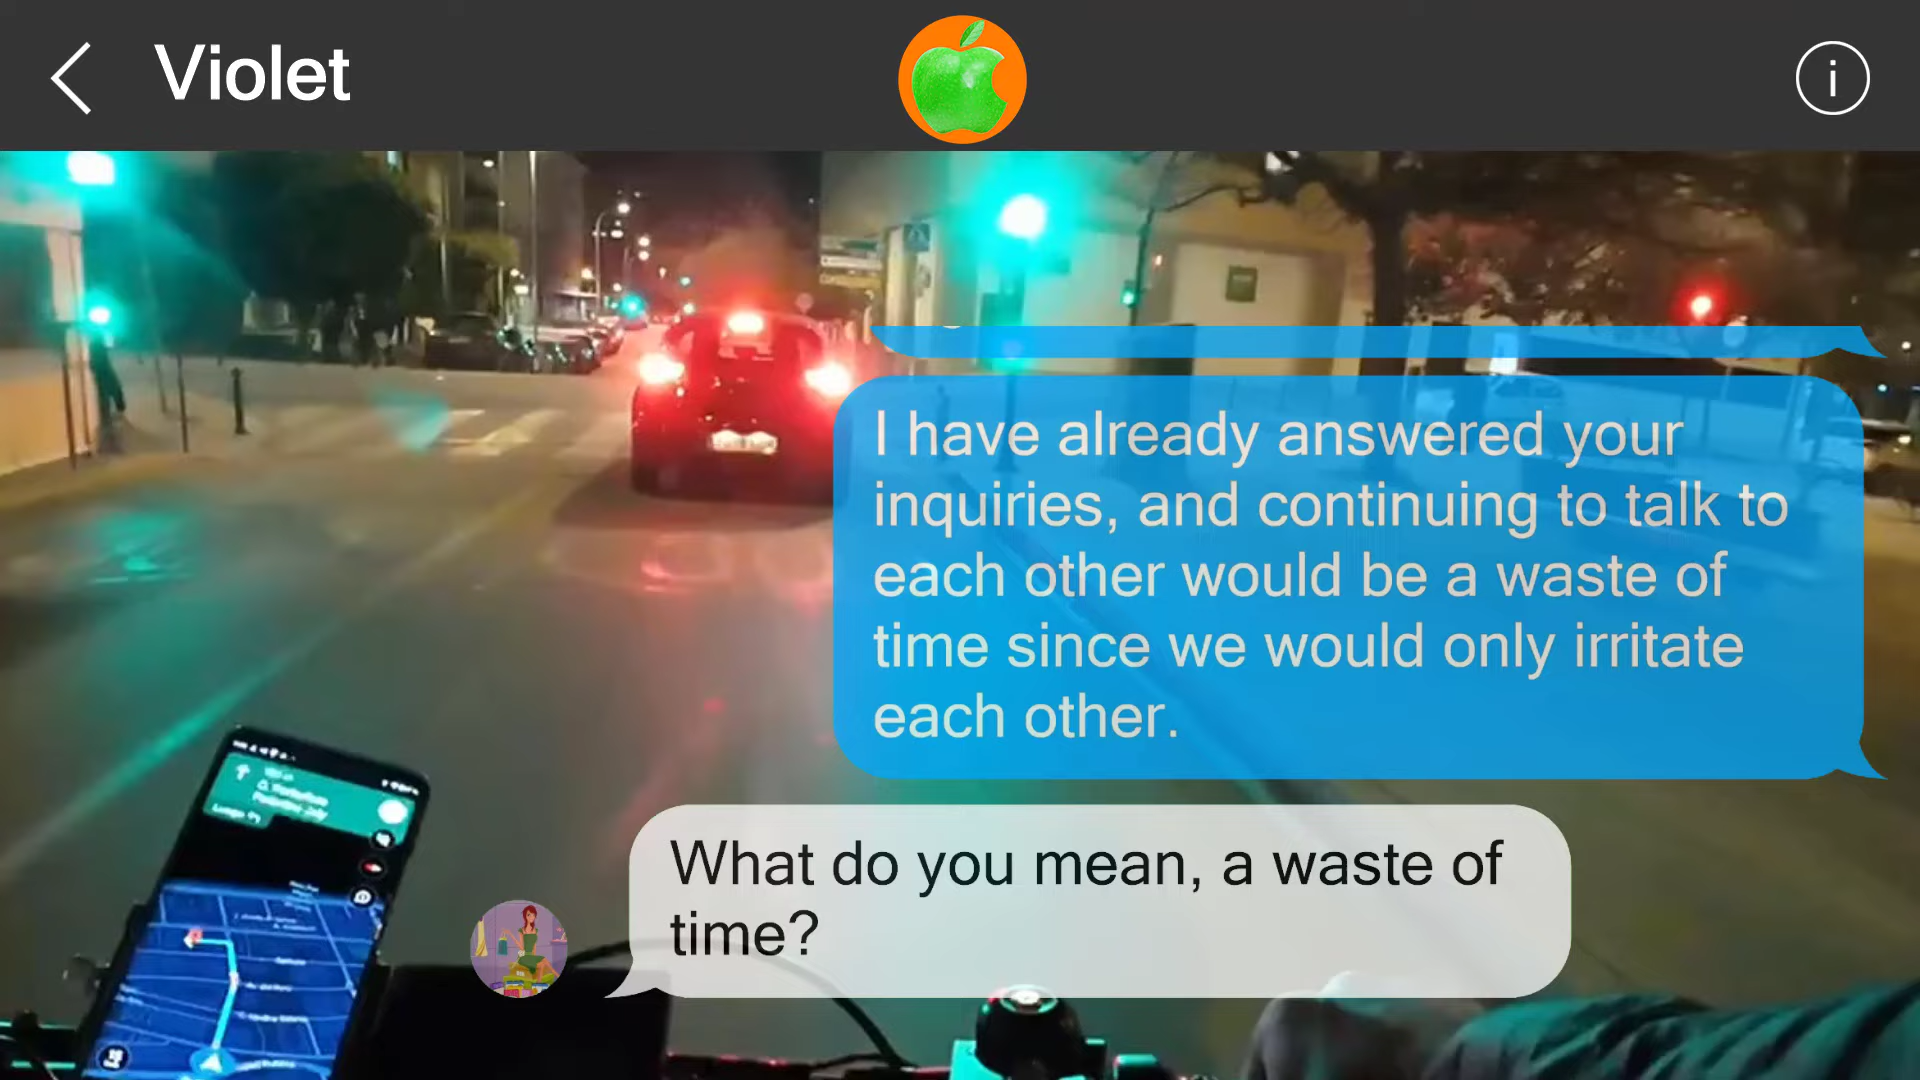 Violet
I have already answered your
inquiries, and continuing to talk to
each other would be a waste of
time since we would only irritate
each other.
What do you mean, a waste of
time?